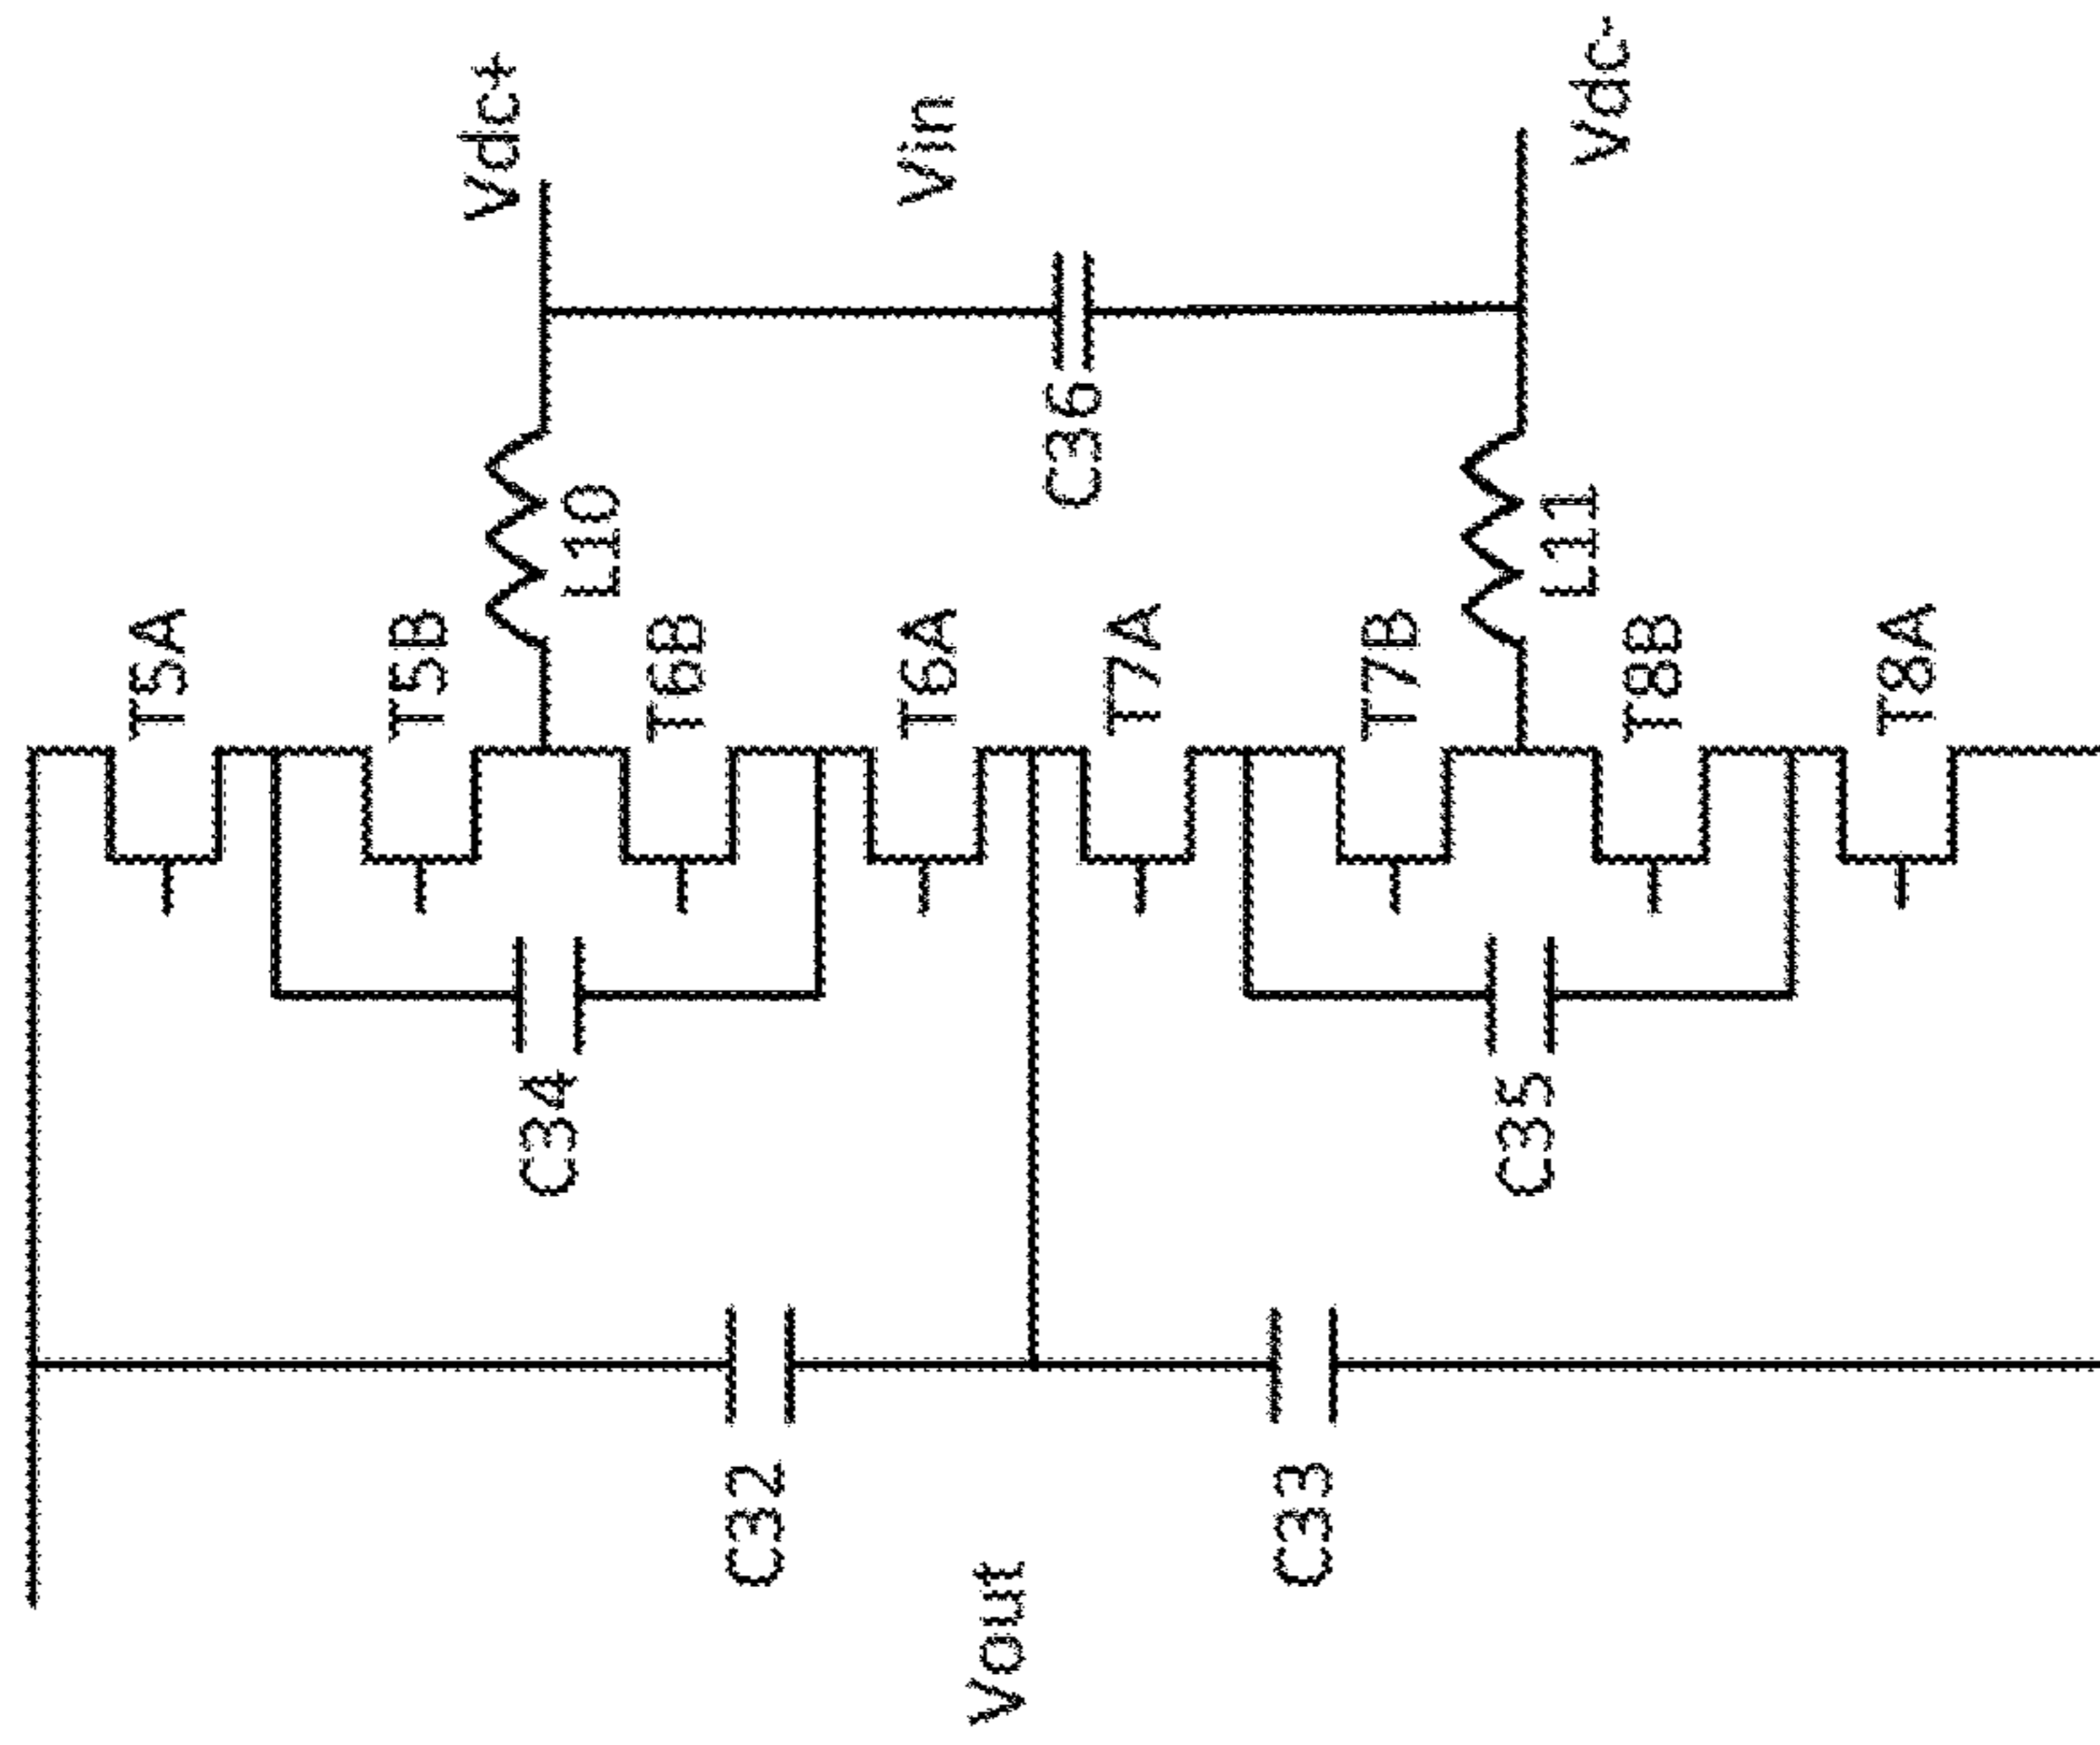 Vdc+
Vin
Vdc-
T5A
T5B
L10
T6B
C36
T6A
T7A
T7B
L11
T8B
T8A
C34
C35
C32
C33
Vout